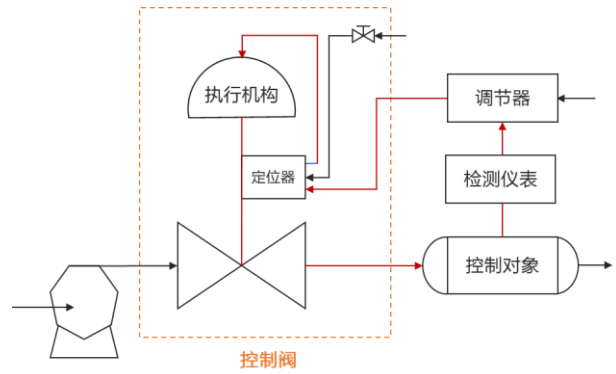 执行机构
调节器
定位器
检测仪表
控制对象
控制阀